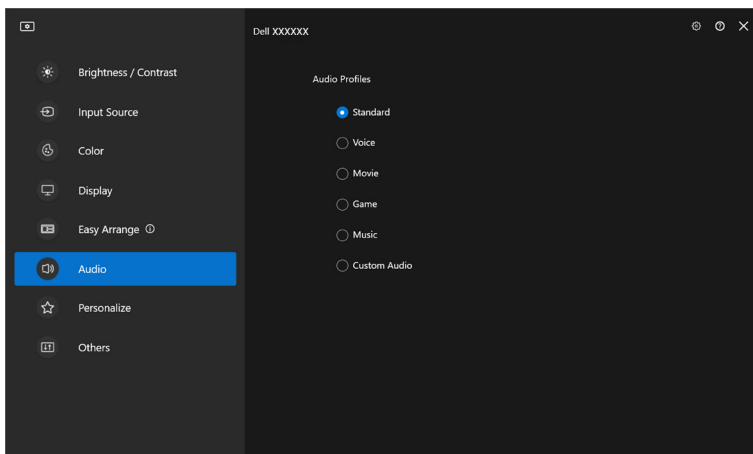 Dell XXXXXX
Brightness / Contrast
Input Source
Color
Display
Easy Arrange
Audio
Personalize
Others
Audio Profiles
Standard
Voice
Movie
Game
Music
Custom Audio